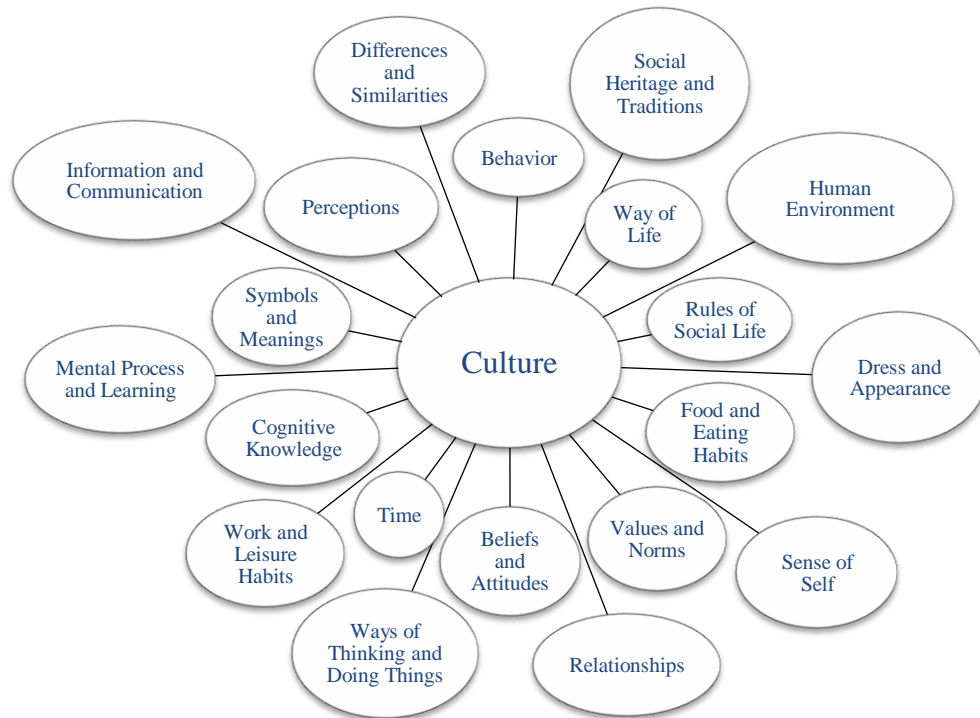 Differences
and
Similarities
Social
Heritage and
Traditions
Behavior
Information and
Communication
Perceptions
Way of
Life
Human
Environment
Symbols
and
Meanings
Rules of
Social Life
Culture
Mental Process
and Learning
Dress and
Appearance
Cognitive
Knowledge
Food and
Eating
Habits
Time
Work and
Leisure
Habits
Beliefs
and
Attitudes
Values and
Norms
Sense of
Self
Ways of
Thinking and
Doing Things
Relationships